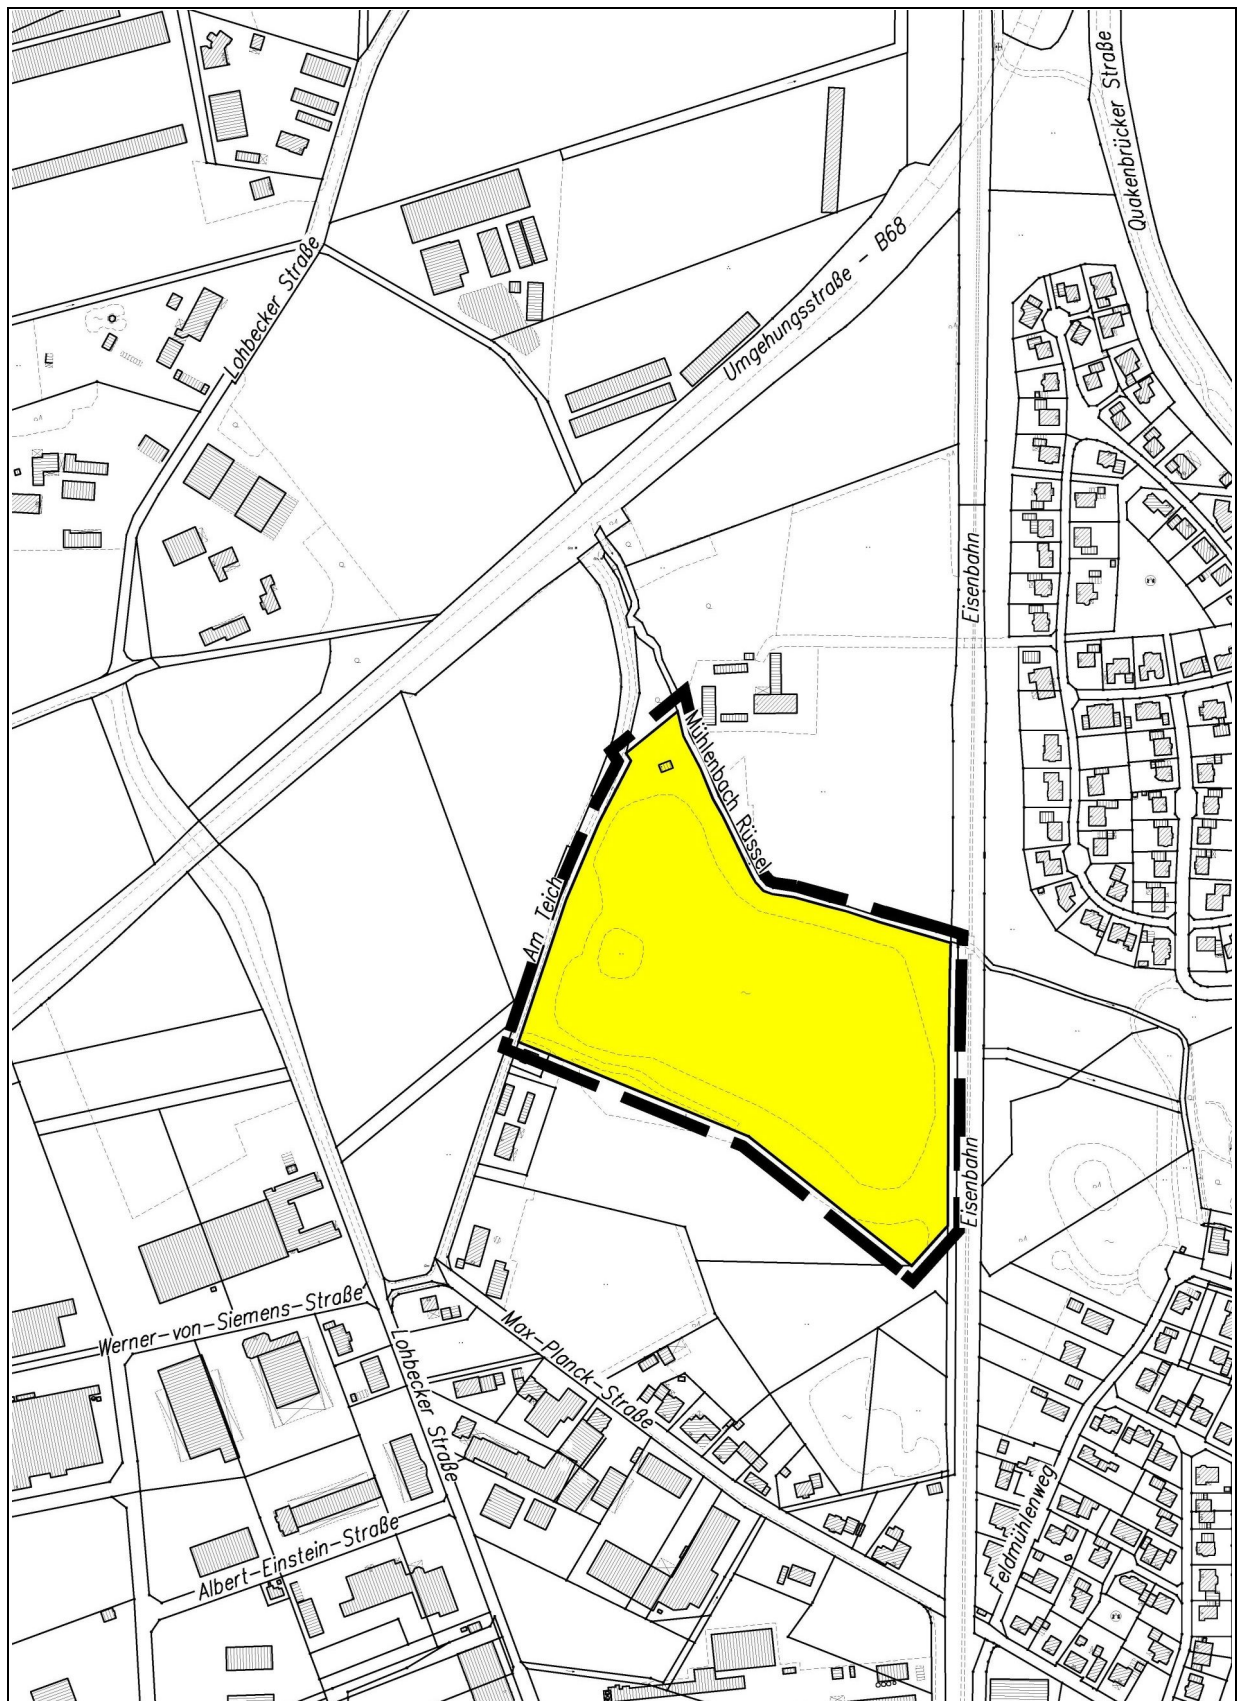 Quakenbrücker Straße
Lohbecker Straße
Umgehungsstraße - B68
Eisenbahn
Mühlenbach Rüssel
Am Teich
Eisenbahn
Werner-von-Siemens-Straße
Lohbecker Straße
Max-Planck-Straße
Feldmühlenweg
Albert-Einstein-Straße